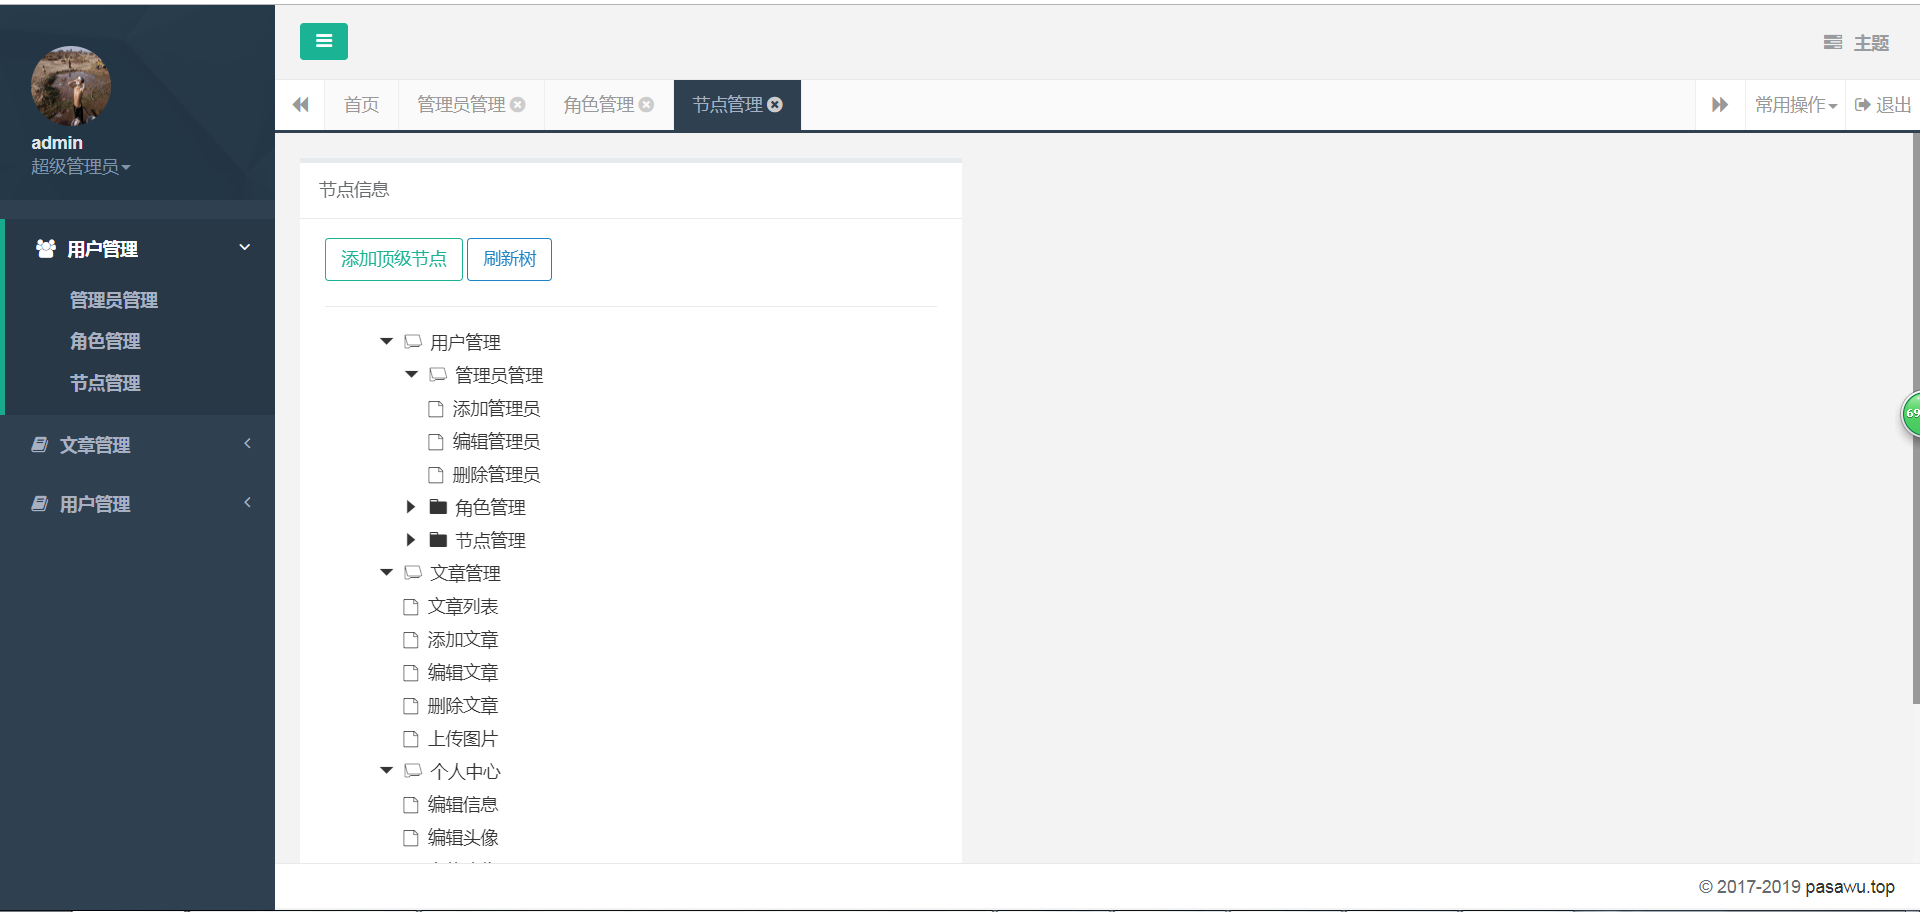 主题
首页 管理员管理 角色管理 节点管理 常用操作 退出
admin
超级管理员
用户管理
管理员管理
角色管理
节点管理
文章管理
用户管理
节点信息
添加顶级节点 刷新树
用户管理
管理员管理
添加管理员
编辑管理员
删除管理员
角色管理
节点管理
文章管理
文章列表
添加文章
编辑文章
删除文章
上传图片
个人中心
编辑信息
编辑头像
69
© 2017-2019 pasawu.top